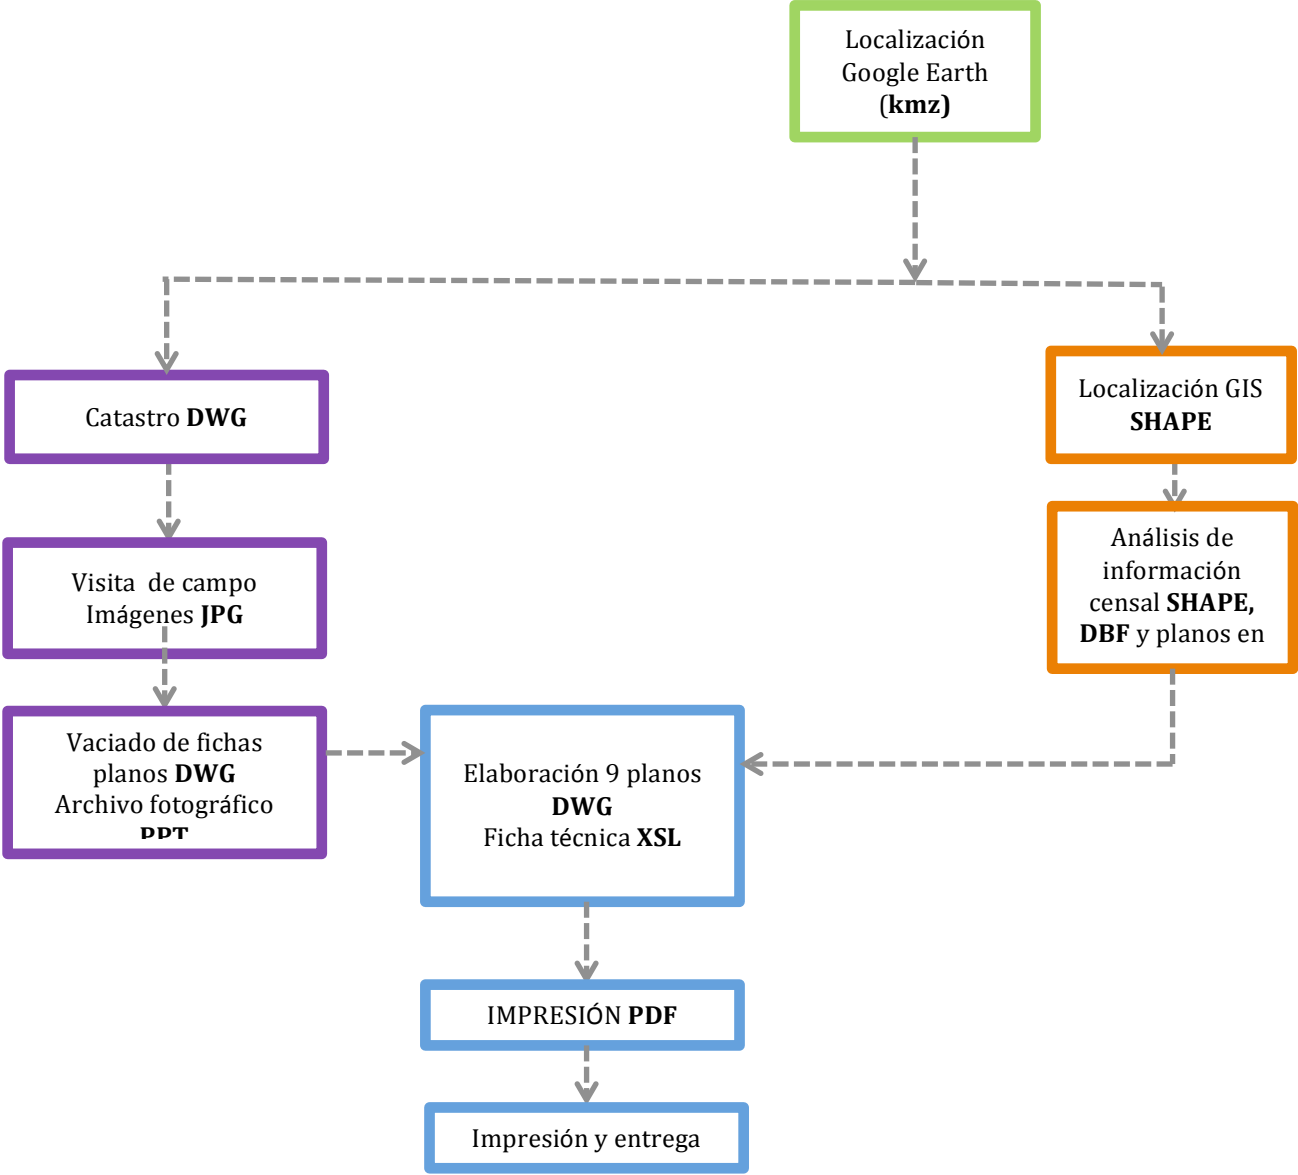 Localización
Google Earth
(kmz)
Catastro DWG
Localización GIS
SHAPE
Visita de campo
Imágenes JPG
Análisis de
información
censal SHAPE,
DBF y planos en
Vaciado de fichas
planos DWG
Archivo fotográfico
PPT
Elaboración 9 planos
DWG
Ficha técnica XSL
IMPRESIÓN PDF
Impresión y entrega